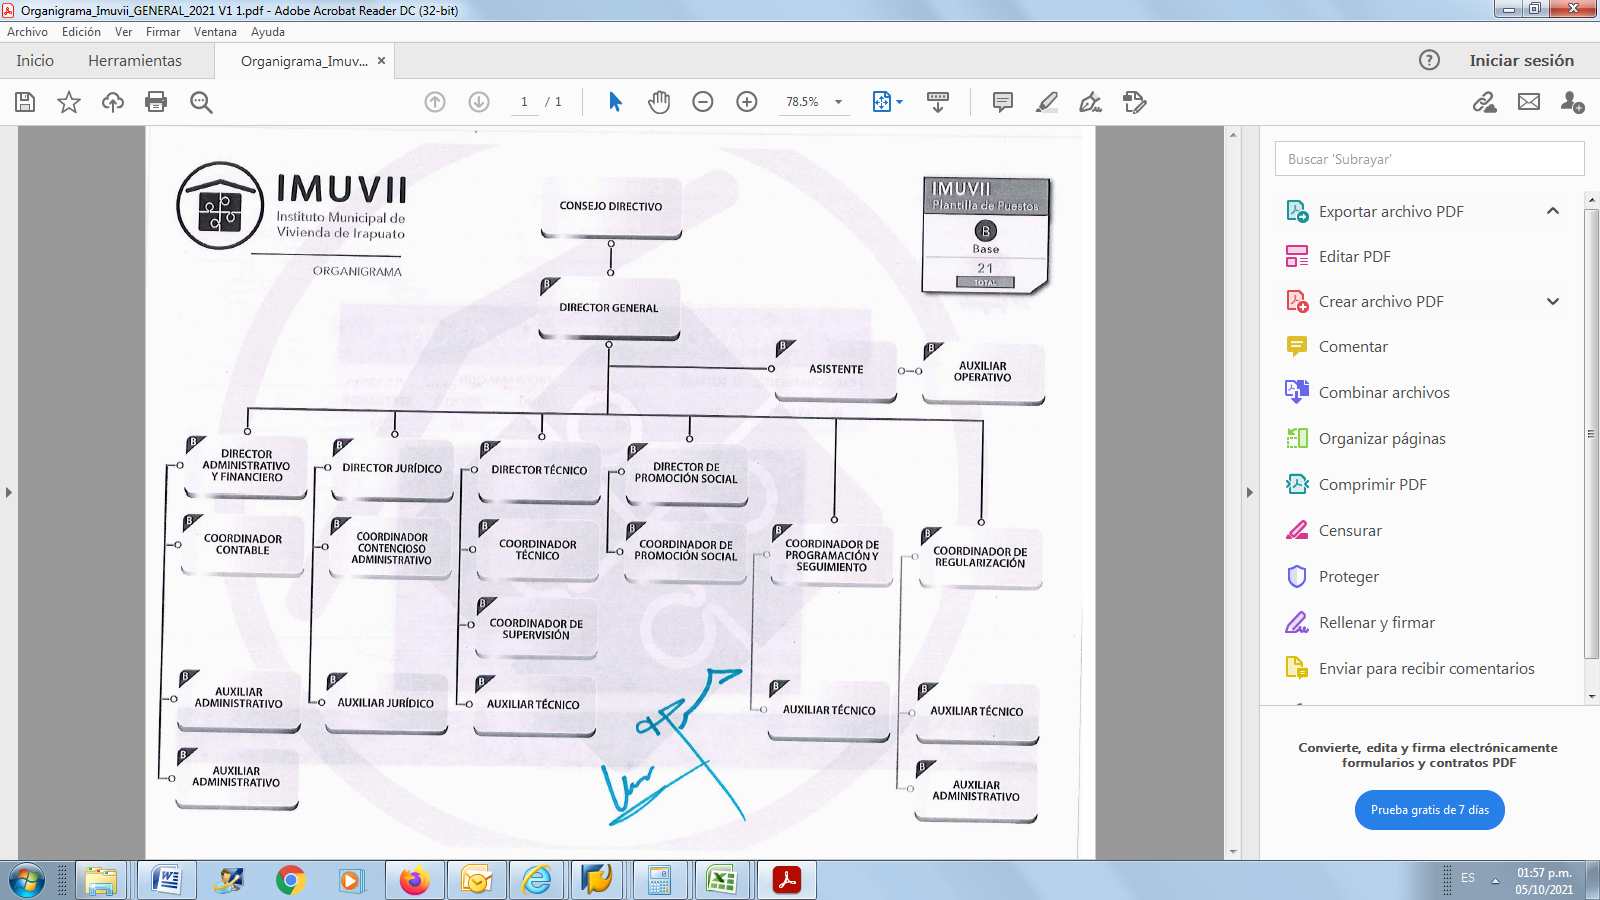 Organigrama_Imuvii_GENERAL_2021 V1 1.pdf - Adobe Acrobat Reader DC (32-bit)
Archivo Edición Ver Firmar Ventana Ayuda
Inicio Herramientas Organigrama_Imuv... × Iniciar sesión
1 / 1 78.5%
IMUVII
Instituto Municipal de
Vivienda de Irapuato
ORGANIGRAMA
CONSEJO DIRECTIVO
IMUVII
Plantilla de Puestos
B
Base
21
TOTAL
B
DIRECTOR GENERAL
B
ASISTENTE
B
AUXILIAR
OPERATIVO
B
DIRECTOR
ADMINISTRATIVO
Y FINANCIERO
B
DIRECTOR JURÍDICO
B
DIRECTOR TÉCNICO
B
DIRECTOR DE
PROMOCIÓN SOCIAL
B
COORDINADOR
CONTABLE
B
COORDINADOR
CONTENCIOSO
ADMINISTRATIVO
B
COORDINADOR
TÉCNICO
B
COORDINADOR DE
PROMOCIÓN SOCIAL
B
COORDINADOR DE
PROGRAMACIÓN Y
SEGUIMIENTO
B
COORDINADOR DE
REGULARIZACIÓN
B
COORDINADOR DE
SUPERVISIÓN
B
AUXILIAR
ADMINISTRATIVO
B
AUXILIAR JURÍDICO
B
AUXILIAR TÉCNICO
B
AUXILIAR TÉCNICO
B
AUXILIAR TÉCNICO
B
AUXILIAR
ADMINISTRATIVO
B
AUXILIAR
ADMINISTRATIVO
Buscar 'Subrayar'
Exportar archivo PDF
Editar PDF
Crear archivo PDF
Comentar
Combinar archivos
Organizar páginas
Comprimir PDF
Censurar
Proteger
Rellenar y firmar
Enviar para recibir comentarios
Convierte, edita y firma electrónicamente
formularios y contratos PDF
Prueba gratis de 7 días
ES
01:57 p.m.
05/10/2021